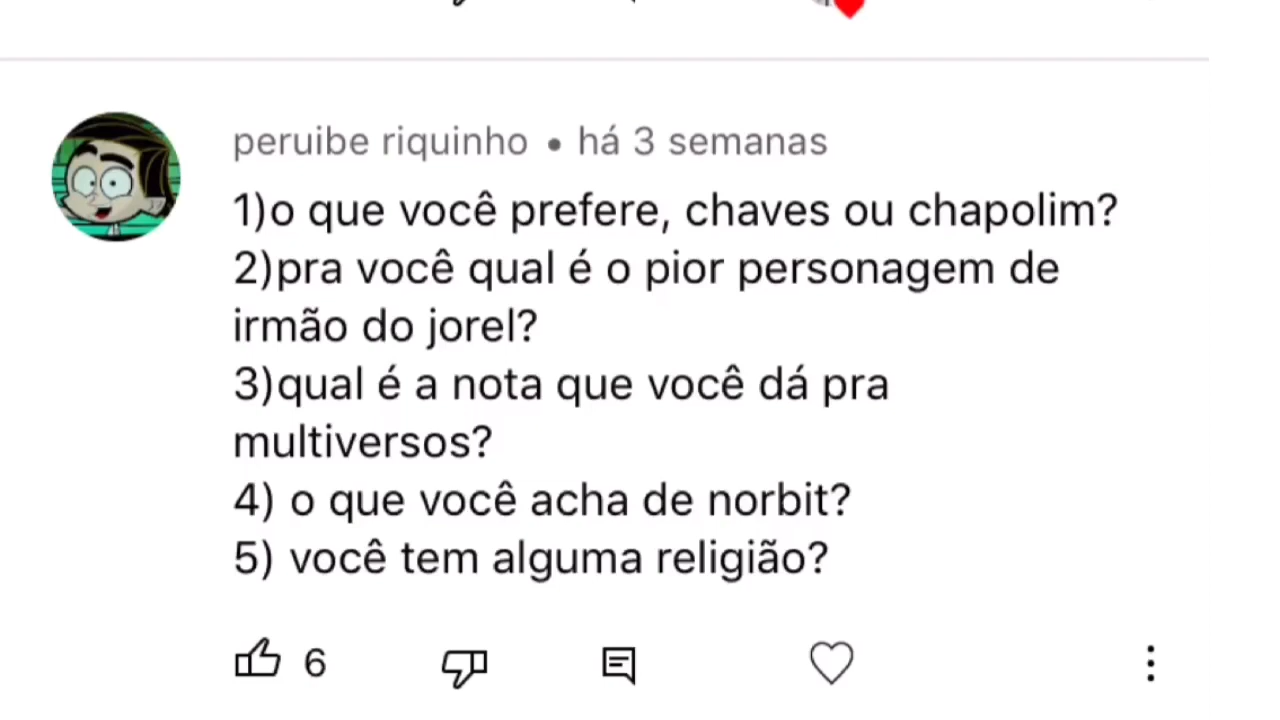 peruibe riquinho • há 3 semanas
1)o que você prefere, chaves ou chapolim?
2)pra você qual é o pior personagem de
irmão do jorel?
3)qual é a nota que você dá pra
multiversos?
4) o que você acha de norbit?
5) você tem alguma religião?
6